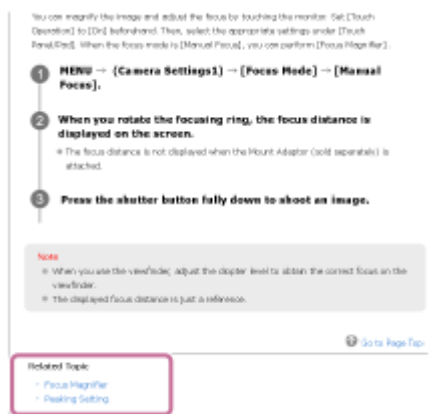 You can magnify the image and adjust the focus by touching the monitor. Set [Touch
Operation] to [On] beforehand. Then, select the appropriate settings under [Touch
Panel/Pad]. When the focus mode is [Manual Focus], you can perform [Focus Magnifier].
1 MENU → (Camera Settings1) → [Focus Mode] → [Manual
Focus].
2 When you rotate the focusing ring, the focus distance is
displayed on the screen.
The focus distance is not displayed when the Mount Adaptor (sold separately) is
attached.
3 Press the shutter button fully down to shoot an image.
Note
When you use the viewfinder, adjust the diopter level to obtain the correct focus on the
viewfinder.
The displayed focus distance is just a reference.
Go to Page Top
Related Topic
Focus Magnifier
Peaking Setting